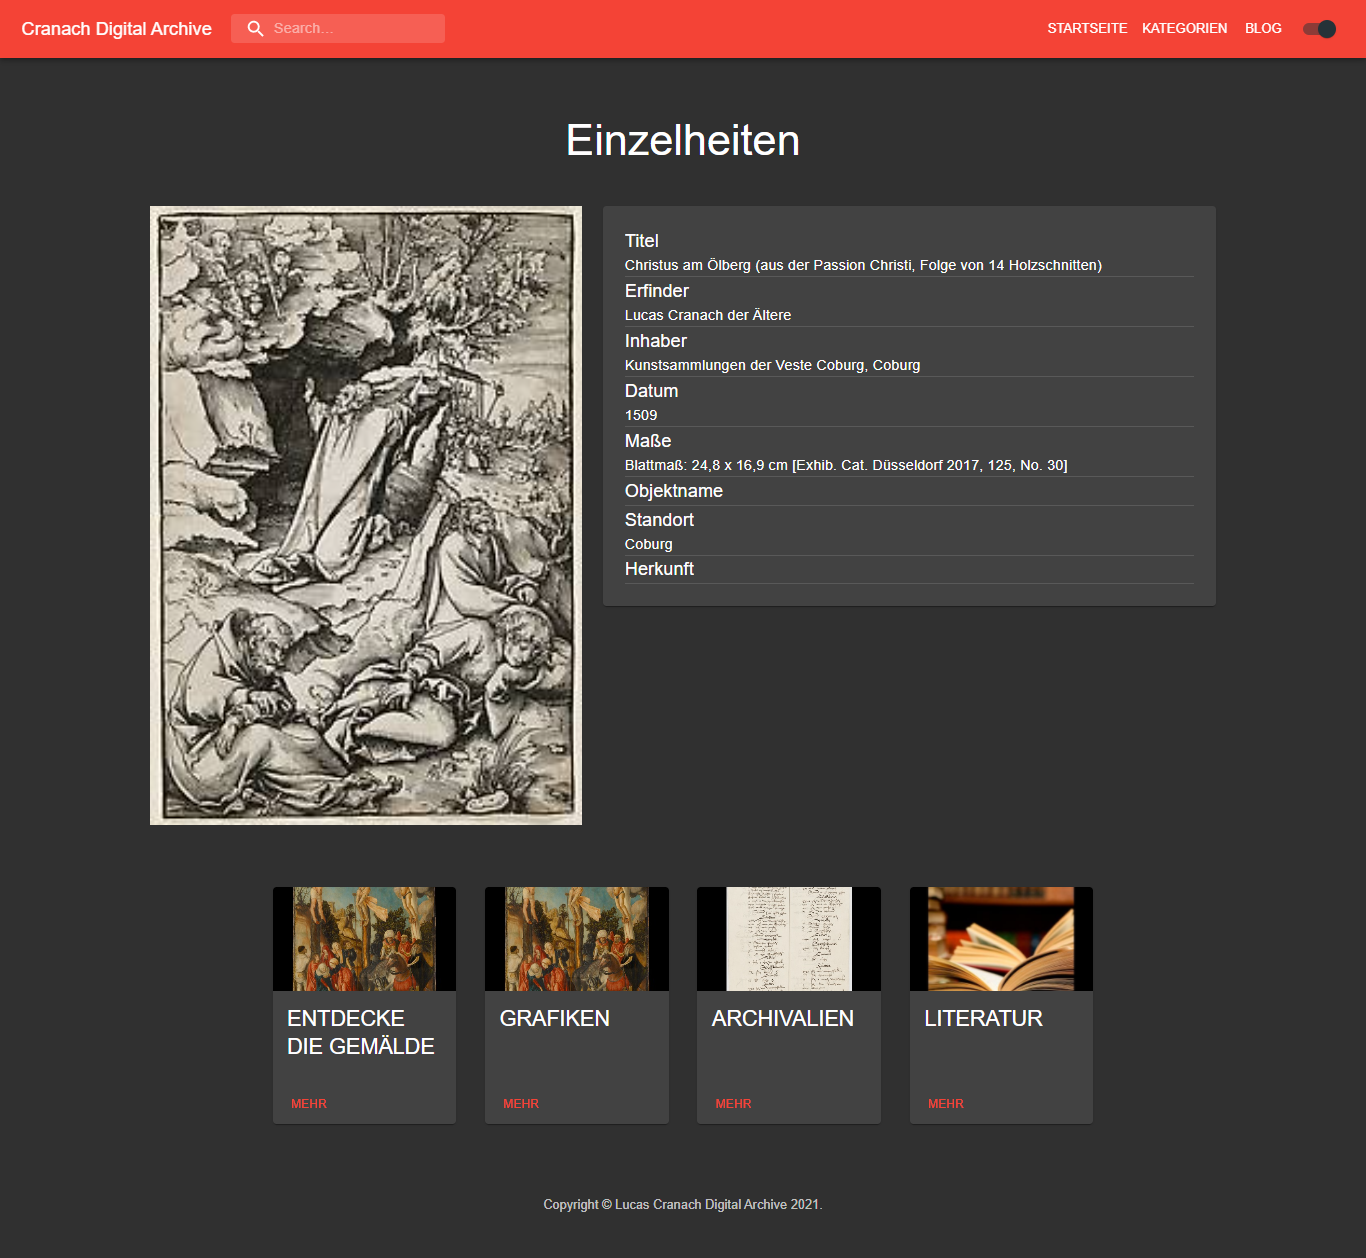 Cranach Digital Archive
Search...
STARTSEITE
KATEGORIEN
BLOG
Einzelheiten
Titel
Christus am Ölberg (aus der Passion Christi, Folge von 14 Holzschnitten)
Erfinder
Lucas Cranach der Ältere
Inhaber
Kunstsammlungen der Veste Coburg, Coburg
Datum
1509
Maße
Blattmaß: 24,8 x 16,9 cm [Exhib. Cat. Düsseldorf 2017, 125, No. 30]
Objektname
Standort
Coburg
Herkunft
ENTDECKE
DIE GEMÄLDE
MEHR
GRAFIKEN
MEHR
ARCHIVALIEN
MEHR
LITERATUR
MEHR
Copyright © Lucas Cranach Digital Archive 2021.